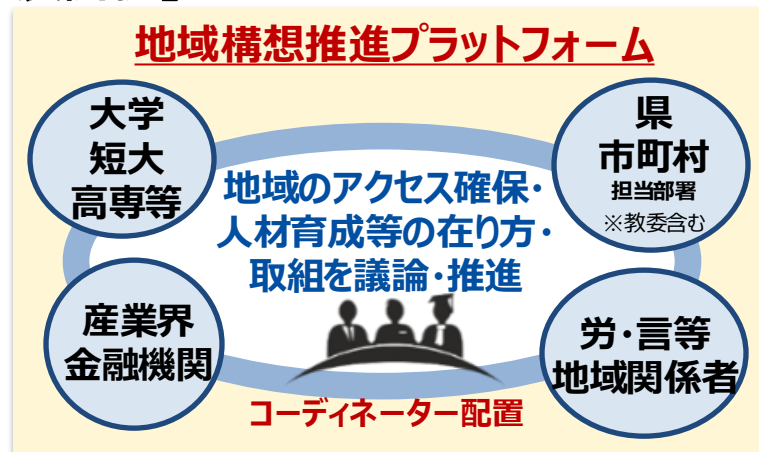 地域構想推進プラットフォーム
大学
短大
高専等
県
市町村
担当部署
※教委含む
地域のアクセス確保・
人材育成等の在り方・
取組を議論・推進
産業界
金融機関
労・言等
地域関係者
コーディネーター配置